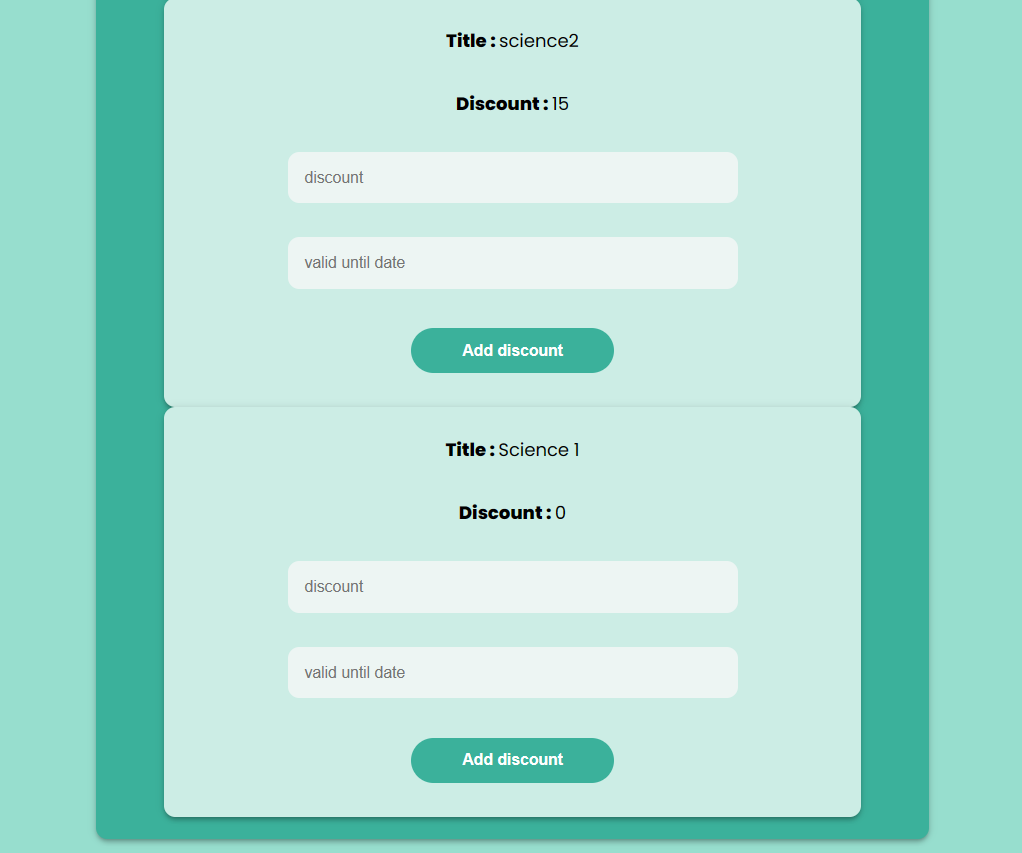 Title : science2
Discount : 15
discount
valid until date
Add discount
Title : Science 1
Discount : 0
discount
valid until date
Add discount